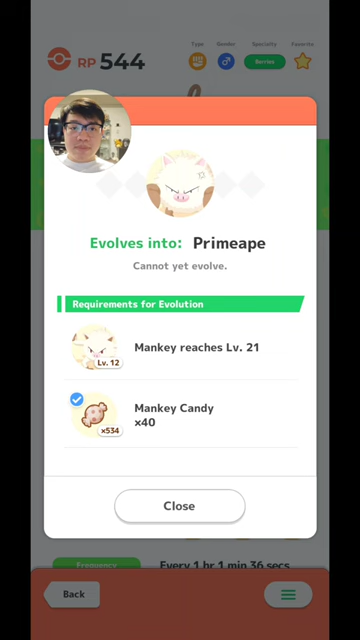 Type Gender Specialty Favorite
RP 544
Berries
Evolves into: Primeape
Cannot yet evolve.
Requirements for Evolution
Mankey reaches Lv. 21
Lv. 12
Mankey Candy
×40
×534
Close
Frequency
Every 1 hr 1 min 36 secs
Back